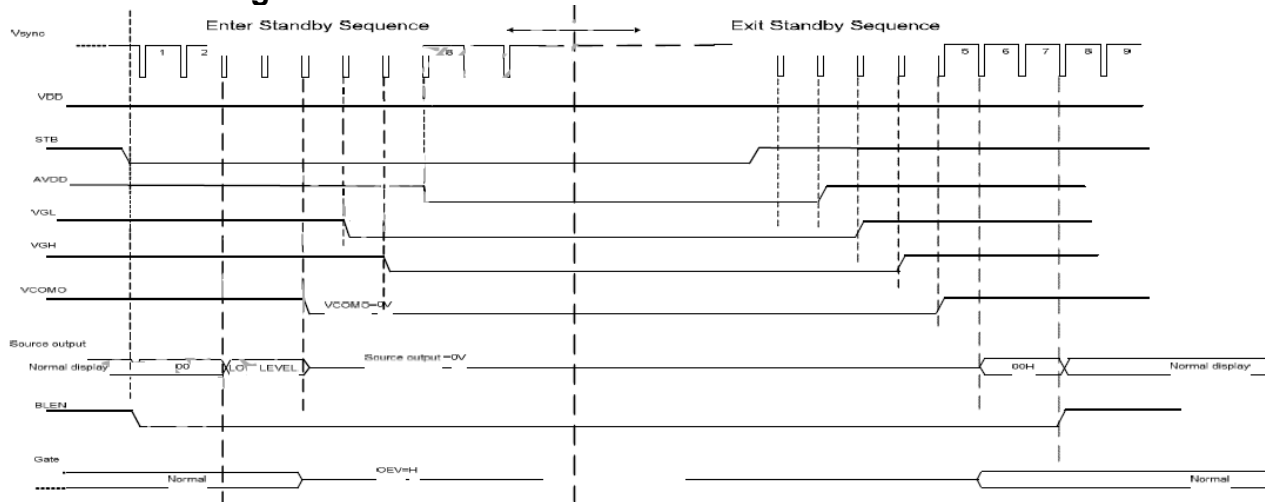 Enter Standby Sequence
Exit Standby Sequence
Vsync
1 2 8 5 6 7 8 9
VDD
STB
AVDD
VGL
VGH
VCOMO
VCOMO=0V
Source output
Source output =0V
Normal display
00
LEVEL
00H
Normal display
BLEN
Gate
Normal
OEV=H
Normal